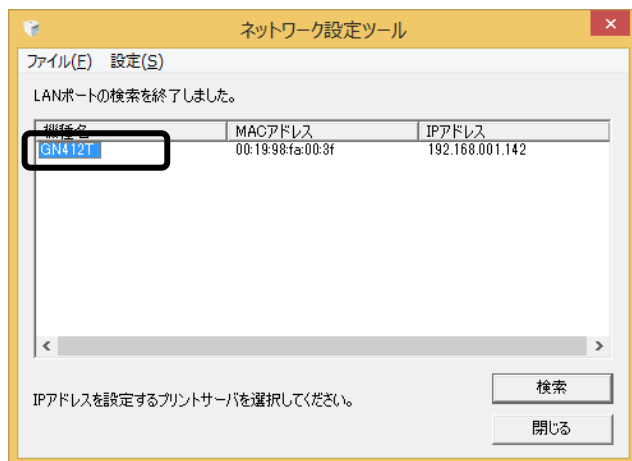 ネットワーク設定ツール
ファイル(F) 設定(S)
LANポートの検索を終了しました。
機種名 MACアドレス IPアドレス
GN412T 00:19:98:fa:00:3f 192.168.001.142
検索
IPアドレスを設定するプリントサーバを選択してください。
閉じる